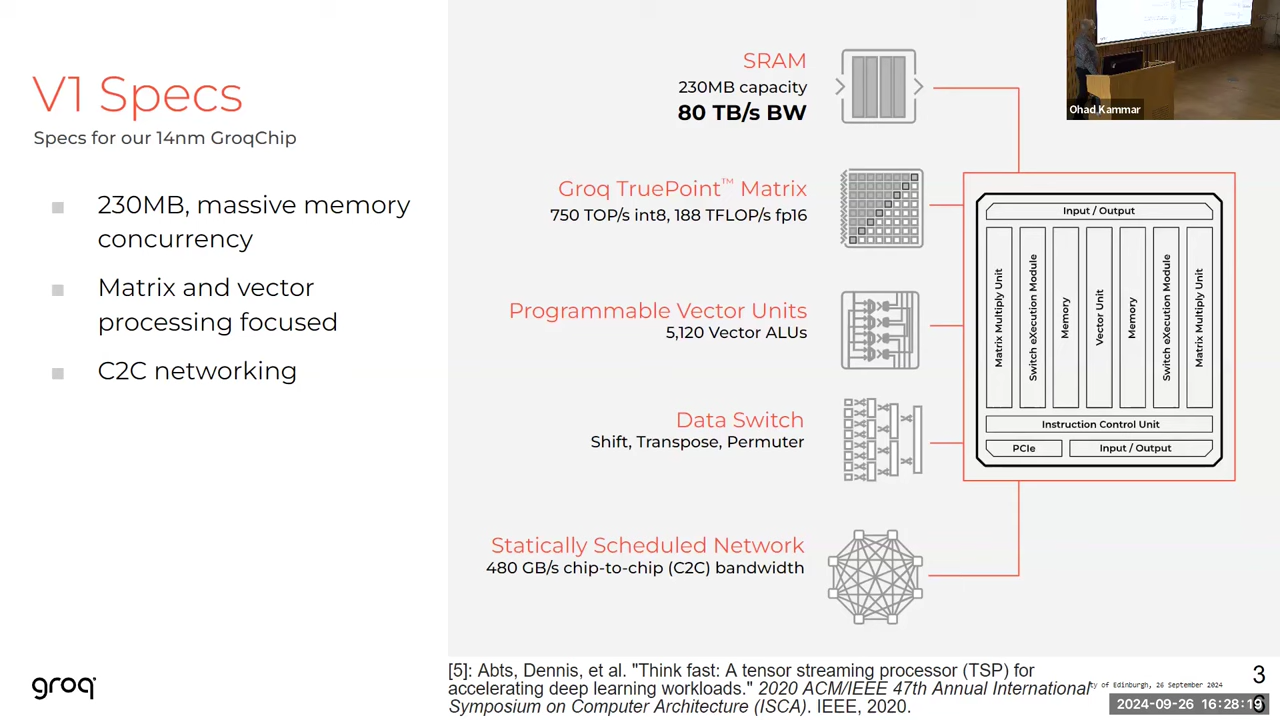 V1 Specs
Specs for our 14nm GroqChip
230MB, massive memory
concurrency
Matrix and vector
processing focused
C2C networking
SRAM
230MB capacity
80 TB/s BW
Groq TruePoint™ Matrix
750 TOP/s int8, 188 TFLOP/s fp16
Programmable Vector Units
5,120 Vector ALUs
Data Switch
Shift, Transpose, Permuter
Statically Scheduled Network
480 GB/s chip-to-chip (C2C) bandwidth
Input / Output
Matrix Multiply Unit
Switch eXecution Module
Memory
Vector Unit
Memory
Switch eXecution Module
Matrix Multiply Unit
Instruction Control Unit
PCIe
Input / Output
Ohad Kammar
[5]: Abts, Dennis, et al. "Think fast: A tensor streaming processor (TSP) for
accelerating deep learning workloads." 2020 ACM/IEEE 47th Annual International
Symposium on Computer Architecture (ISCA). IEEE, 2020.
of Edinburgh, 26 September 2024
3
2024-09-26 16:28:19
groq